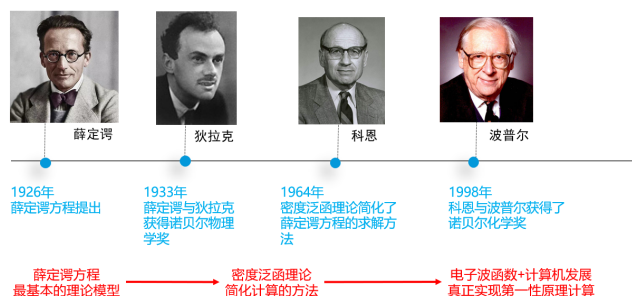 薛定谔
狄拉克
科恩
波普尔
1926年
薛定谔方程提出
1933年
薛定谔与狄拉克
获得诺贝尔物理
学奖
1964年
密度泛函理论简化了
薛定谔方程的求解方
法
1998年
科恩与波普尔获得了
诺贝尔化学奖
薛定谔方程
最基本的理论模型
密度泛函理论
简化计算的方法
电子波函数+计算机发展
真正实现第一性原理计算